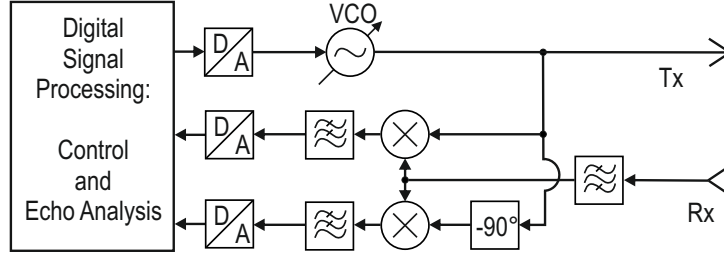 Digital
Signal
Processing:
Control
and
Echo Analysis
D
A
VCO
Tx
D
A
D
A
-90°
Rx